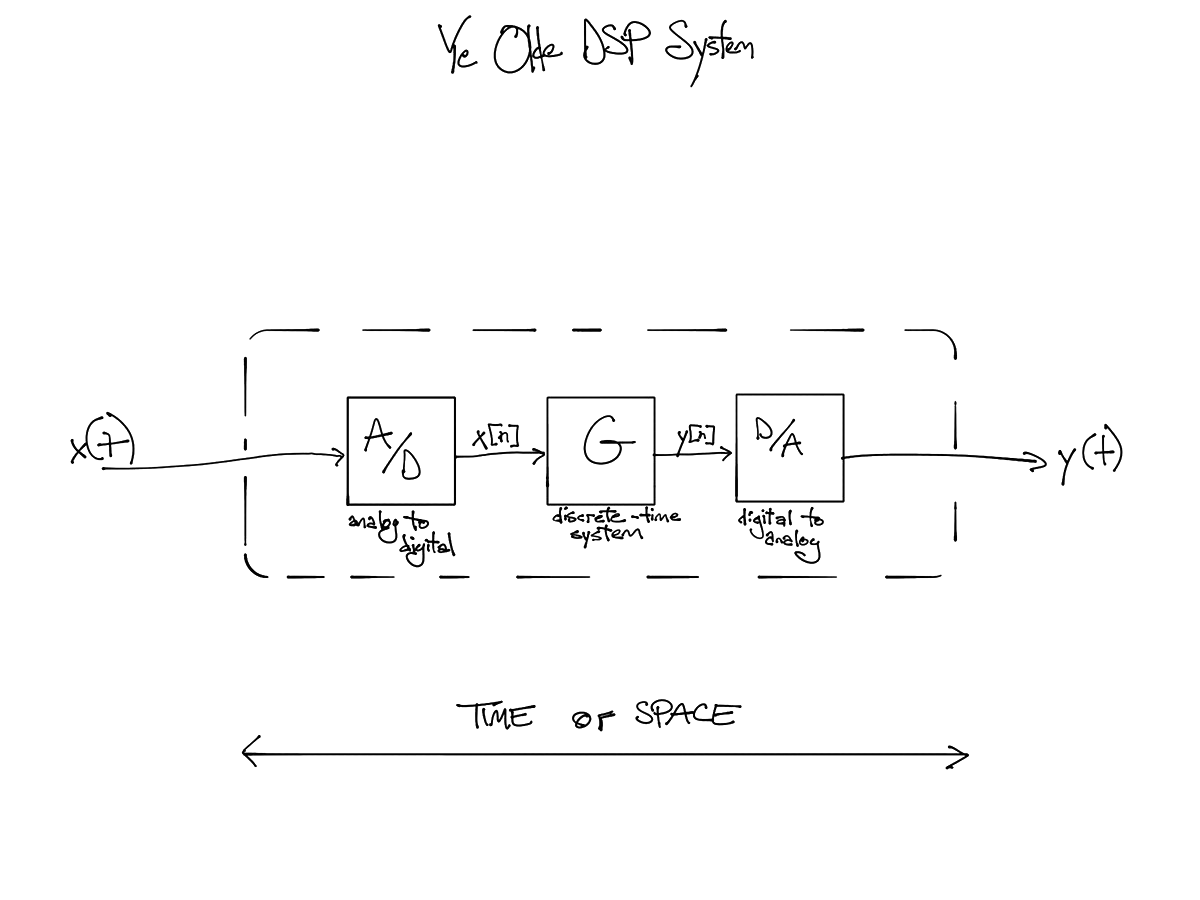 Ye Olde DSP System
x(t)
A/D
x[n]
G
y[n]
D/A
y(t)
analog to
digital
discrete-time
system
digital to
analog
TIME or SPACE